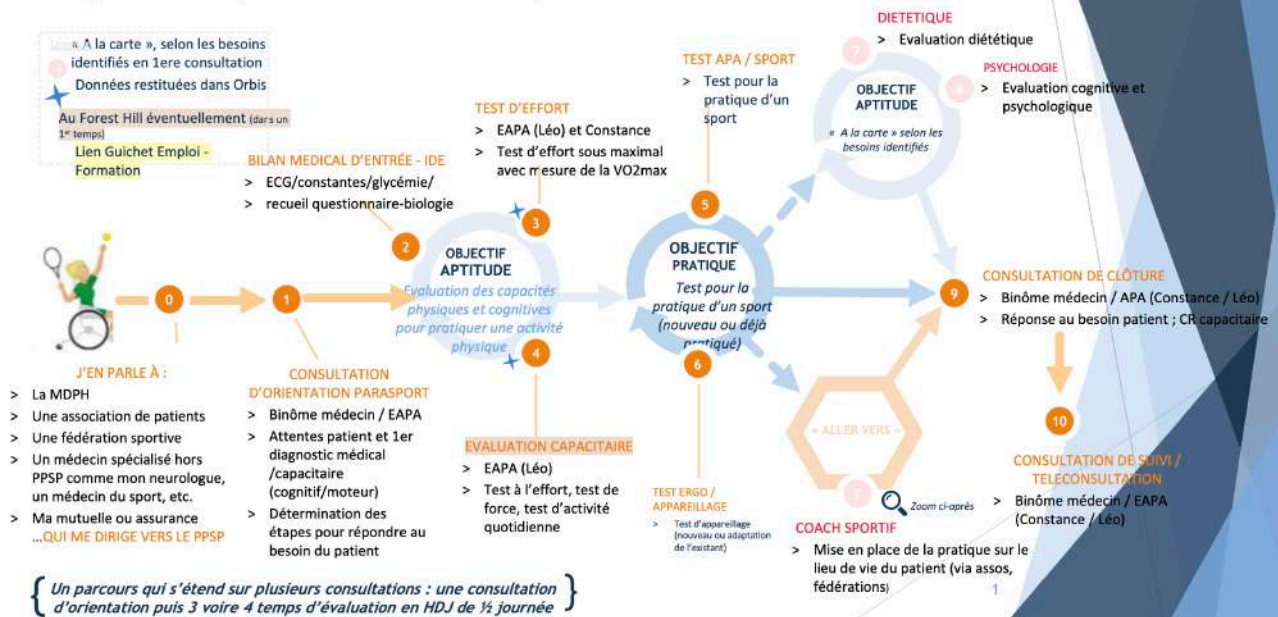 « A la carte », selon les besoins
identifiés en 1ere consultation
Données restituées dans Orbis
Au Forest Hill éventuellement (dans un
1er temps)
Lien Guichet Emploi -
Formation
0
J'EN PARLE À :
> La MDPH
> Une association de patients
> Une fédération sportive
> Un médecin spécialisé hors
PPSP comme mon neurologue,
un médecin du sport, etc.
> Ma mutuelle ou assurance
...QUI ME DIRIGE VERS LE PPSP
1
CONSULTATION
D'ORIENTATION PARASPORT
> Binôme médecin / EAPA
> Attentes patient et 1er
diagnostic médical
/capacitaire
(cognitif/moteur)
> Détermination des
étapes pour répondre au
besoin du patient
BILAN MEDICAL D'ENTRÉE - IDE
> ECG/constantes/glycémie/
> recueil questionnaire-biologie
2
OBJECTIF
APTITUDE
Evaluation des capacités
physiques et cognitives
pour pratiquer une activité
physique
TEST D'EFFORT
> EAPA (Léo) et Constance
> Test d'effort sous maximal
avec mesure de la VO2max
3
4
EVALUATION CAPACITAIRE
> EAPA (Léo)
> Test à l'effort, test de
force, test d'activité
quotidienne
TEST APA / SPORT
> Test pour la
pratique d'un
sport
5
OBJECTIF
PRATIQUE
Test pour la
pratique d'un sport
(nouveau ou déjà
pratiqué)
6
TEST ERGO /
APPAREILLAGE
> Test d'appareillage
(nouveau ou adaptation
de l'existant)
DIETETIQUE
> Evaluation diététique
7
PSYCHOLOGIE
> Evaluation cognitive et
psychologique
8
OBJECTIF
APTITUDE
« A la carte » selon les
besoins identifiés
« ALLER VERS »
7
Zoom ci-après
COACH SPORTIF
> Mise en place de la pratique sur le
lieu de vie du patient (via assos,
fédérations)
9
CONSULTATION DE CLÔTURE
> Binôme médecin / APA (Constance / Léo)
> Réponse au besoin patient ; CR capacitaire
10
CONSULTATION DE SUIVI /
TELECONSULTATION
> Binôme médecin / EAPA
(Constance / Léo)
1
Un parcours qui s'étend sur plusieurs consultations : une consultation
d'orientation puis 3 voire 4 temps d'évaluation en HDJ de ½ journée